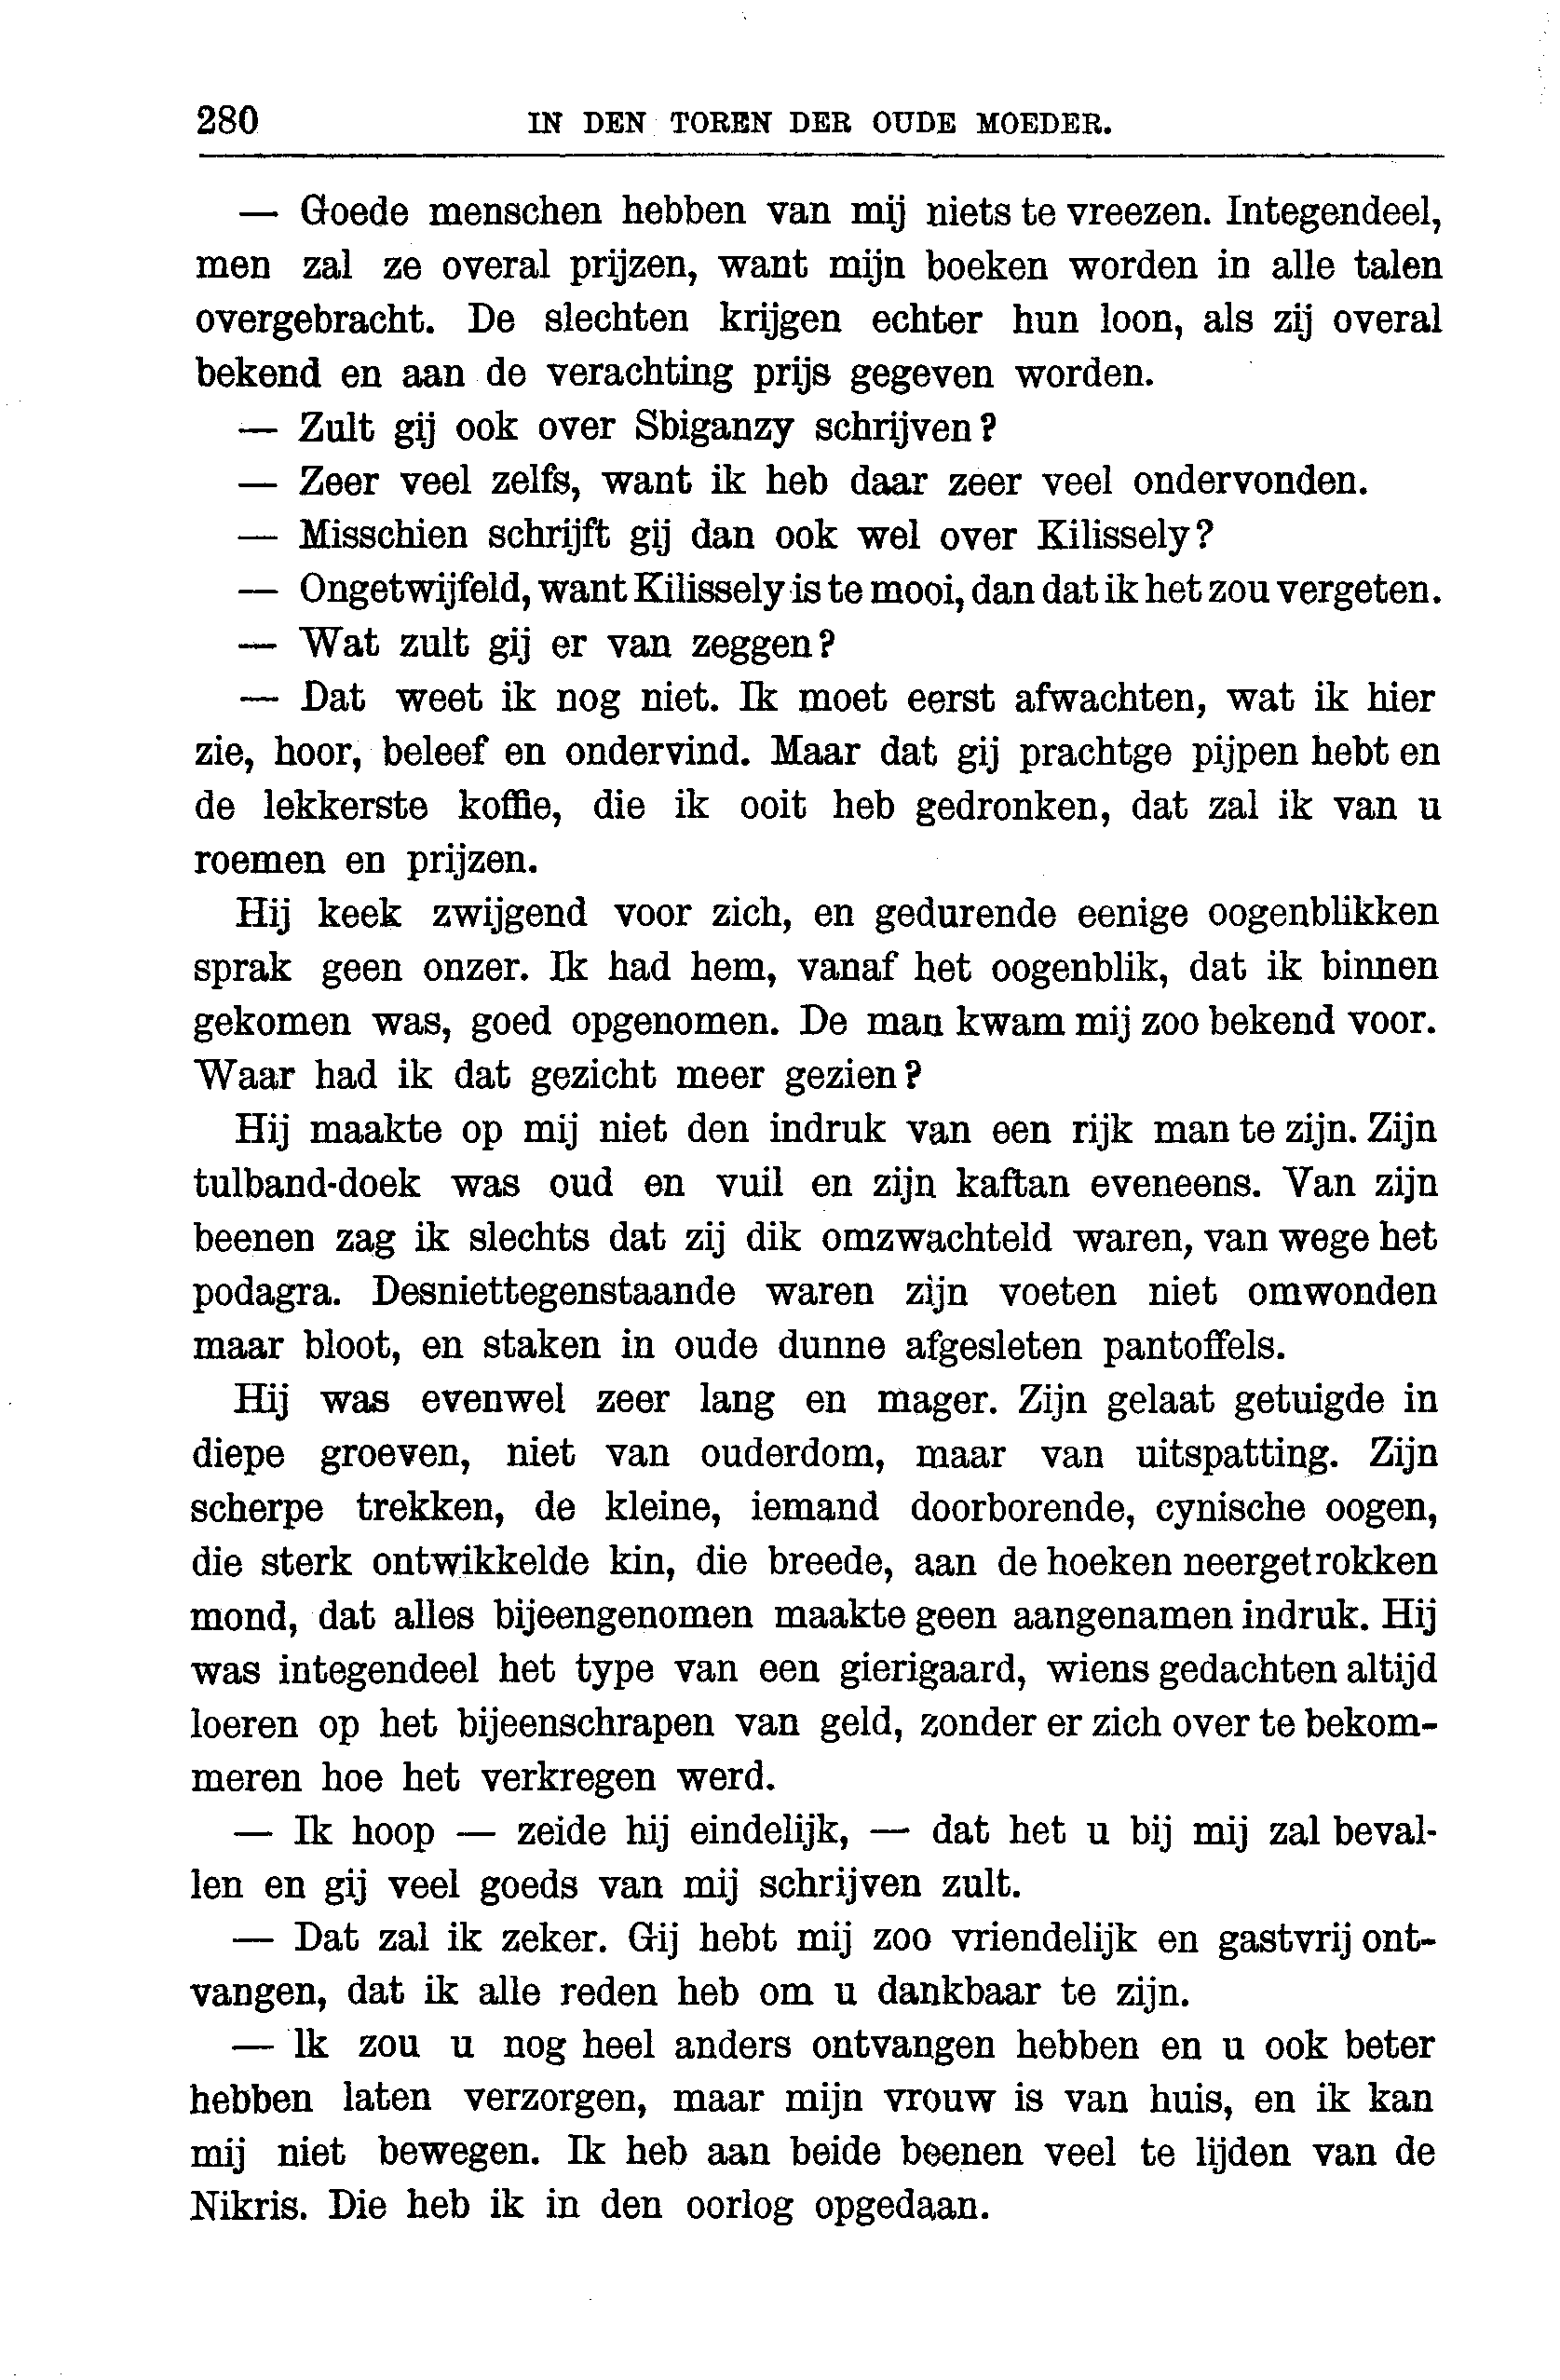 280 IN DEN TOREN DER OUDE MOEDER.
— Goede menschen hebben van mij niets te vreezen. Integendeel,
men zal ze overal prijzen, want mijn boeken worden in alle talen
overgebracht. De slechten krijgen echter hun loon, als zij overal
bekend en aan de verachting prijs gegeven worden.
— Zult gij ook over Sbiganzy schrijven?
— Zeer veel zelfs, want ik heb daar zeer veel ondervonden.
— Misschien schrijft gij dan ook wel over Kilissely?
— Ongetwijfeld, want Kilissely is te mooi, dan dat ik het zou vergeten.
— Wat zult gij er van zeggen?
— Dat weet ik nog niet. Ik moet eerst afwachten, wat ik hier
zie, hoor, beleef en ondervind. Maar dat gij prachtge pijpen hebt en
de lekkerste koffie, die ik ooit heb gedronken, dat zal ik van u
roemen en prijzen.
Hij keek zwijgend voor zich, en gedurende eenige oogenblikken
sprak geen onzer. Ik had hem, vanaf het oogenblik, dat ik binnen
gekomen was, goed opgenomen. De man kwam mij zoo bekend voor.
Waar had ik dat gezicht meer gezien?
Hij maakte op mij niet den indruk van een rijk man te zijn. Zijn
tulband-doek was oud en vuil en zijn kaftan eveneens. Van zijn
beenen zag ik slechts dat zij dik omzwachteld waren, van wege het
podagra. Desniettegenstaande waren zijn voeten niet omwonden
maar bloot, en staken in oude dunne afgesleten pantoffels.
Hij was evenwel zeer lang en mager. Zijn gelaat getuigde in
diepe groeven, niet van ouderdom, maar van uitspatting. Zijn
scherpe trekken, de kleine, iemand doorborende, cynische oogen,
die sterk ontwikkelde kin, die breede, aan de hoeken neergetrokken
mond, dat alles bijeengenomen maakte geen aangenamen indruk. Hij
was integendeel het type van een gierigaard, wiens gedachten altijd
loeren op het bijeenschrapen van geld, zonder er zich over te bekom-
meren hoe het verkregen werd.
— Ik hoop — zeide hij eindelijk, — dat het u bij mij zal beval-
len en gij veel goeds van mij schrijven zult.
— Dat zal ik zeker. Gij hebt mij zoo vriendelijk en gastvrij ont-
vangen, dat ik alle reden heb om u dankbaar te zijn.
— Ik zou u nog heel anders ontvangen hebben en u ook beter
hebben laten verzorgen, maar mijn vrouw is van huis, en ik kan
mij niet bewegen. Ik heb aan beide beenen veel te lijden van de
Nikris. Die heb ik in den oorlog opgedaan.